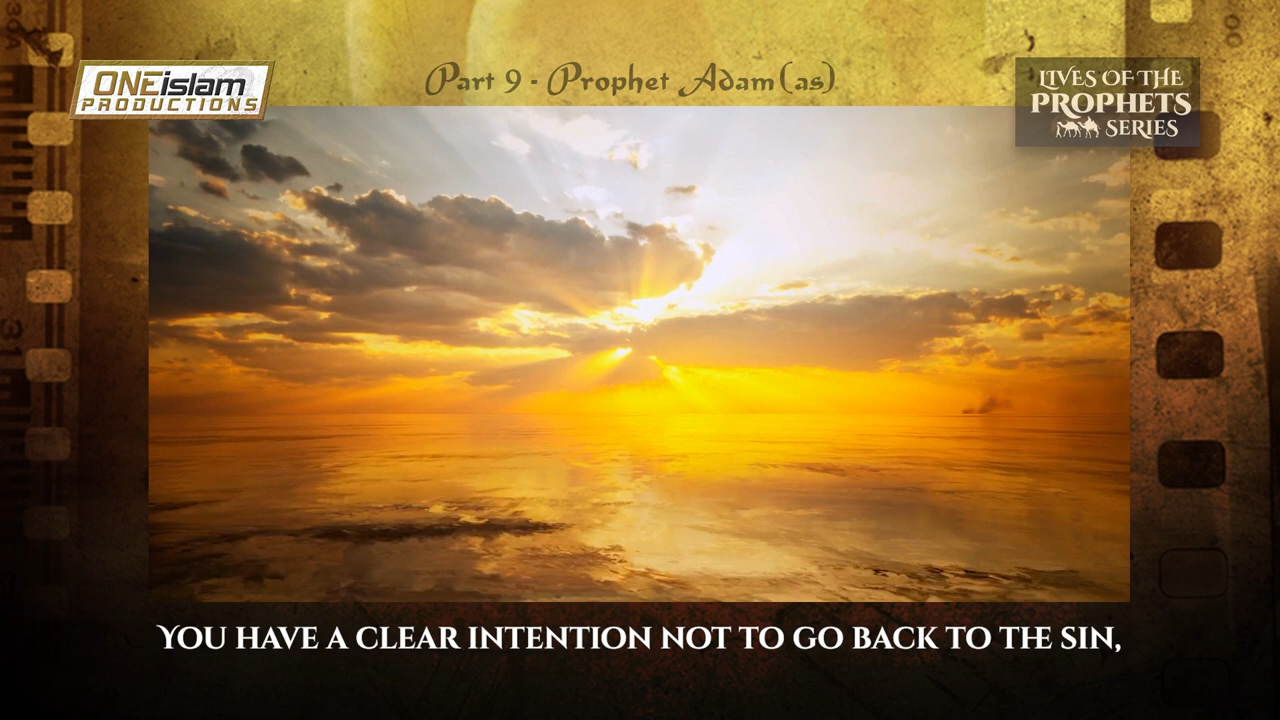 Part 9 - Prophet Adam (as)
ONEislam
PRODUCTIONS
LIVES OF THE
PROPHETS
SERIES
YOU HAVE A CLEAR INTENTION NOT TO GO BACK TO THE SIN,